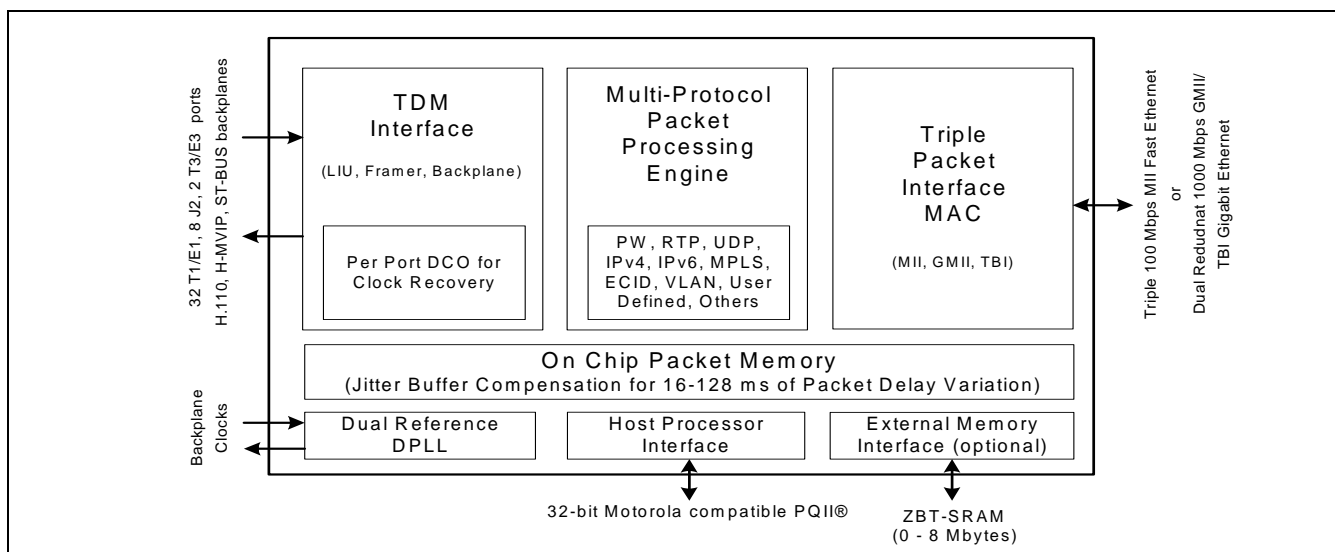 32 T1/E1, 8 J2, 2 T3/E3 ports
H.110, H-MVIP, ST-BUS backplanes
TDM
Interface
(LIU, Framer, Backplane)
Per Port DCO for
Clock Recovery
Multi-Protocol
Packet
Processing
Engine
PW, RTP, UDP,
IPv4, IPv6, MPLS,
ECID, VLAN, User
Defined, Others
Triple
Packet
Interface
MAC
(MII, GMII, TBI)
Triple 100 Mbps MII Fast Ethernet
or
Dual Redudnat 1000 Mbps GMII/
TBI Gigabit Ethernet
On Chip Packet Memory
(Jitter Buffer Compensation for 16-128 ms of Packet Delay Variation)
Backplane
Clocks
Dual Reference
DPLL
Host Processor
Interface
External Memory
Interface (optional)
32-bit Motorola compatible PQII®
ZBT-SRAM
(0 - 8 Mbytes)